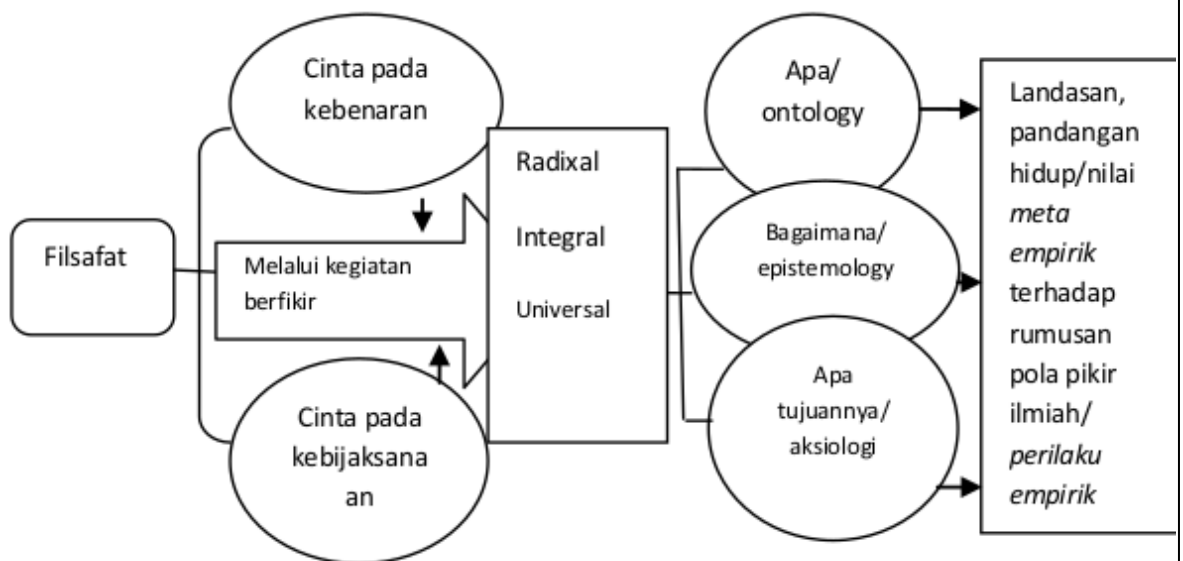 Filsafat
Cinta pada
kebenaran
Melalui kegiatan
berfikir
Cinta pada
kebijaksana
an
Radixal
Integral
Universal
Apa/
ontology
Bagaimana/
epistemology
Apa
tujuannya/
aksiologi
Landasan,
pandangan
hidup/nilai
meta
empirik
terhadap
rumusan
pola pikir
ilmiah/
perilaku
empirik